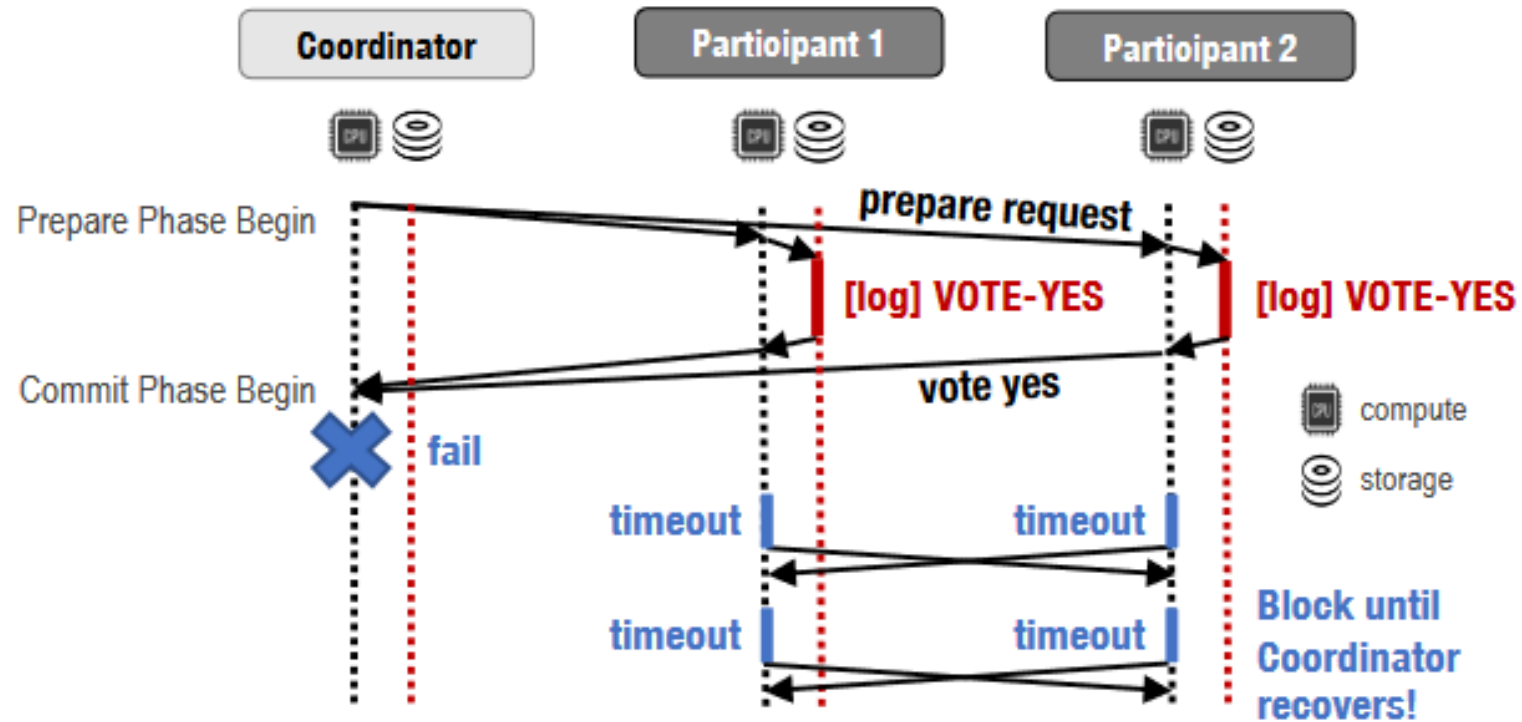 Coordinator
Partioipant 1
Partioipant 2
CPU
CPU
CPU
Prepare Phase Begin
prepare request
[log] VOTE-YES
[log] VOTE-YES
Commit Phase Begin
vote yes
CPU
compute
fail
storage
timeout
timeout
Block until
timeout
timeout
Coordinator
recovers!